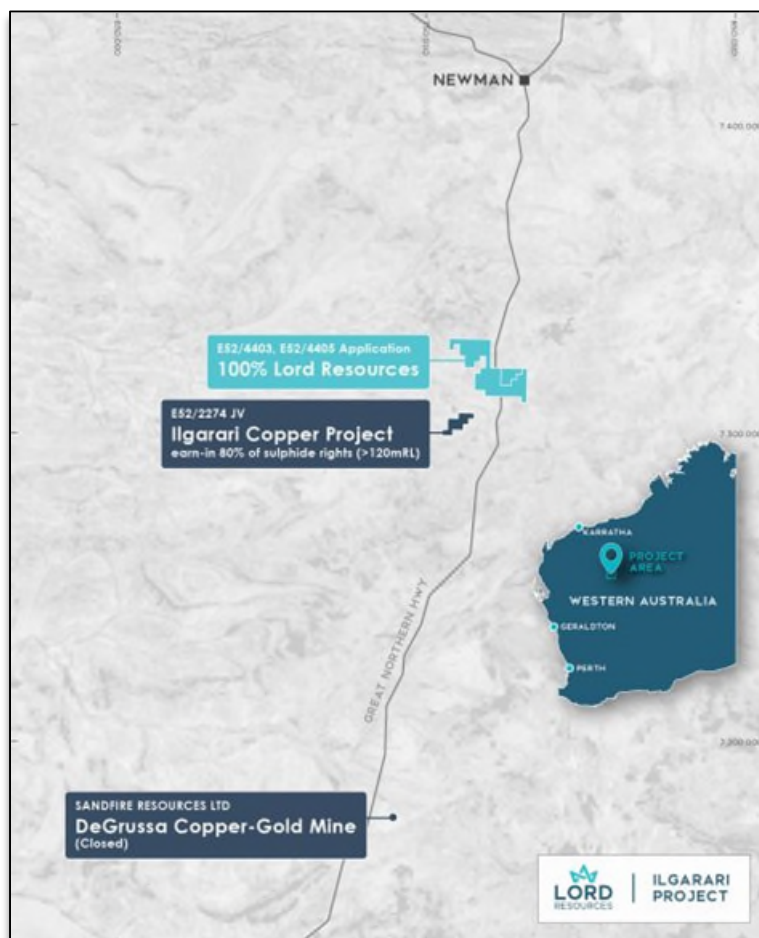 NEWMAN
7,400,000
E52/4403, E52/4405 Application
100% Lord Resources
E52/2274 JV
Ilgarari Copper Project
earn-in 80% of sulphide rights (>120mRL)
7,300,000
KARRATHA
PROJECT
AREA
WESTERN AUSTRALIA
GERALDTON
PERTH
GREAT NORTHERN HWY
7,200,000
SANDFIRE RESOURCES LTD
DeGrussa Copper-Gold Mine
(Closed)
LORD
RESOURCES
ILGARARI
PROJECT